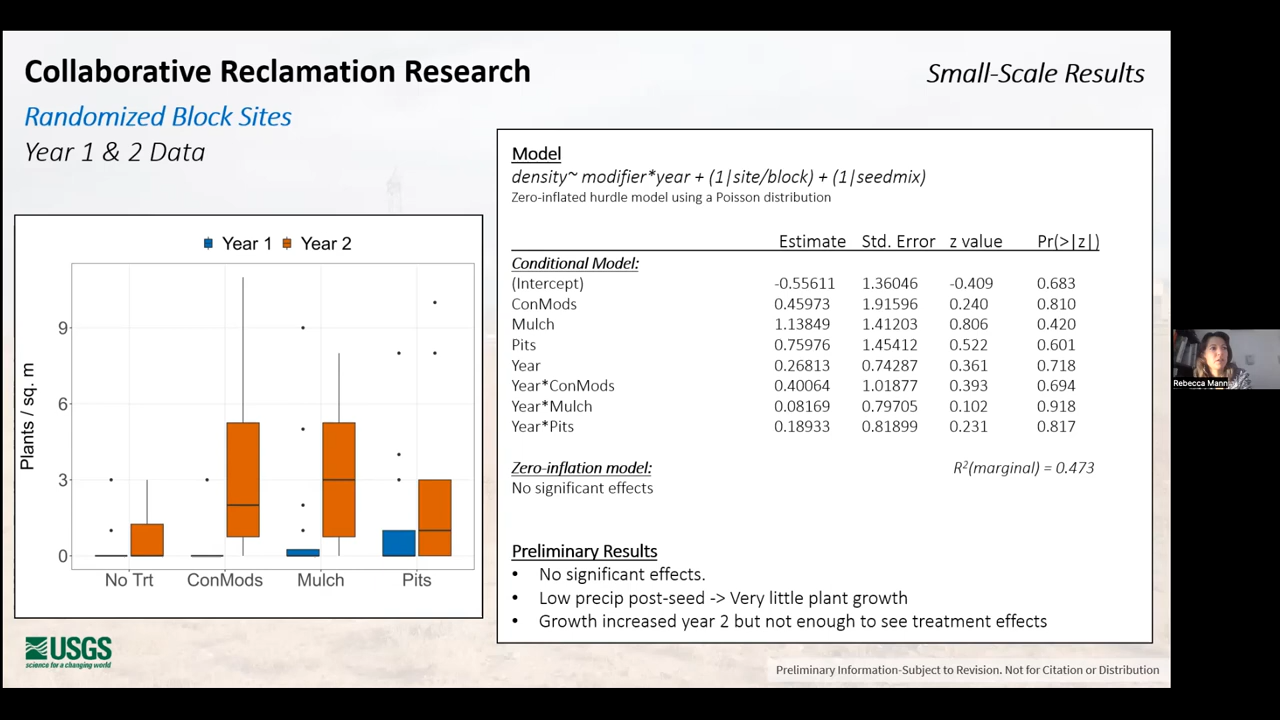 Collaborative Reclamation Research
Small-Scale Results
Randomized Block Sites
Year 1 & 2 Data
Year 1 Year 2
Plants / sq. m
9
6
3
0
No Trt ConMods Mulch Pits
Model
density~ modifier*year + (1|site/block) + (1|seedmix)
Zero-inflated hurdle model using a Poisson distribution
Estimate Std. Error z value Pr(>|z|)
Conditional Model:
(Intercept) -0.55611 1.36046 -0.409 0.683
ConMods 0.45973 1.91596 0.240 0.810
Mulch 1.13849 1.41203 0.806 0.420
Pits 0.75976 1.45412 0.522 0.601
Year 0.26813 0.74287 0.361 0.718
Year*ConMods 0.40064 1.01877 0.393 0.694
Year*Mulch 0.08169 0.79705 0.102 0.918
Year*Pits 0.18933 0.81899 0.231 0.817
Zero-inflation model: R²(marginal) = 0.473
No significant effects
Preliminary Results
• No significant effects.
• Low precip post-seed -> Very little plant growth
• Growth increased year 2 but not enough to see treatment effects
USGS
science for a changing world
Preliminary Information-Subject to Revision. Not for Citation or Distribution
Rebecca